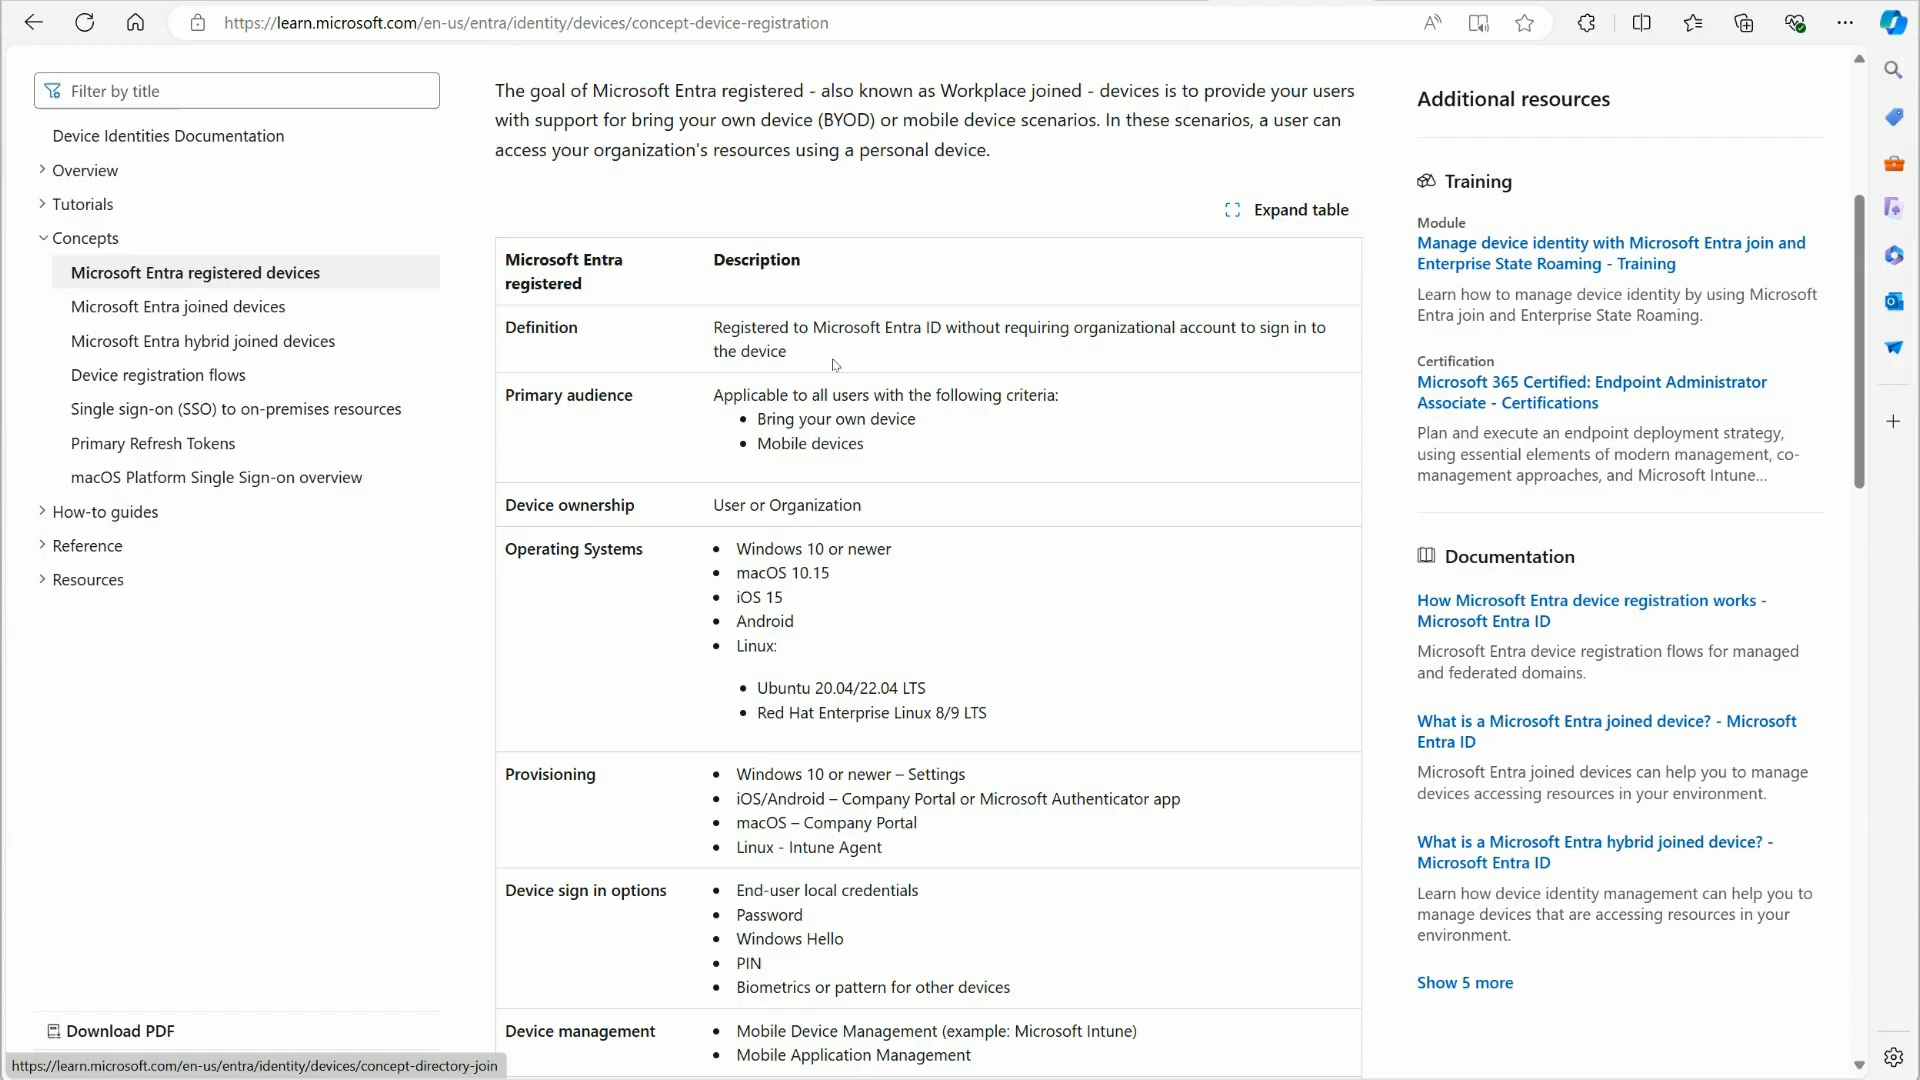 https://learn.microsoft.com/en-us/entra/identity/devices/concept-device-registration
Filter by title
Device Identities Documentation
Overview
Tutorials
Concepts
Microsoft Entra registered devices
Microsoft Entra joined devices
Microsoft Entra hybrid joined devices
Device registration flows
Single sign-on (SSO) to on-premises resources
Primary Refresh Tokens
macOS Platform Single Sign-on overview
How-to guides
Reference
Resources
Download PDF
https://learn.microsoft.com/en-us/entra/identity/devices/concept-directory-join
The goal of Microsoft Entra registered - also known as Workplace joined - devices is to provide your users
with support for bring your own device (BYOD) or mobile device scenarios. In these scenarios, a user can
access your organization's resources using a personal device.
Expand table
Microsoft Entra
registered
Description
Definition
Registered to Microsoft Entra ID without requiring organizational account to sign in to
the device
Primary audience
Applicable to all users with the following criteria:
• Bring your own device
• Mobile devices
Device ownership
User or Organization
Operating Systems
• Windows 10 or newer
• macOS 10.15
• iOS 15
• Android
• Linux:
• Ubuntu 20.04/22.04 LTS
• Red Hat Enterprise Linux 8/9 LTS
Provisioning
• Windows 10 or newer – Settings
• iOS/Android – Company Portal or Microsoft Authenticator app
• macOS – Company Portal
• Linux - Intune Agent
Device sign in options
• End-user local credentials
• Password
• Windows Hello
• PIN
• Biometrics or pattern for other devices
Device management
• Mobile Device Management (example: Microsoft Intune)
• Mobile Application Management
Additional resources
Training
Module
Manage device identity with Microsoft Entra join and
Enterprise State Roaming - Training
Learn how to manage device identity by using Microsoft
Entra join and Enterprise State Roaming.
Certification
Microsoft 365 Certified: Endpoint Administrator
Associate - Certifications
Plan and execute an endpoint deployment strategy,
using essential elements of modern management, co-
management approaches, and Microsoft Intune...
Documentation
How Microsoft Entra device registration works -
Microsoft Entra ID
Microsoft Entra device registration flows for managed
and federated domains.
What is a Microsoft Entra joined device? - Microsoft
Entra ID
Microsoft Entra joined devices can help you to manage
devices accessing resources in your environment.
What is a Microsoft Entra hybrid joined device? -
Microsoft Entra ID
Learn how device identity management can help you to
manage devices that are accessing resources in your
environment.
Show 5 more